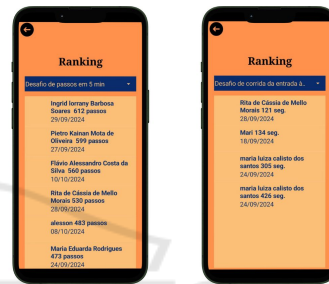 Ranking
Desafio de passos em 5 min
Ingrid lorrany Barbosa
Soares 612 passos
29/09/2024
Pietro Kainan Mota de
Oliveira 599 passos
27/09/2024
Flávio Alessandro Costa da
Silva 560 passos
10/10/2024
Rita de Cássia de Mello
Morais 530 passos
28/09/2024
alesson 483 passos
08/10/2024
Maria Eduarda Rodrigues
473 passos
24/09/2024
Ranking
Desafio de corrida da entrada à..
Rita de Cássia de Mello
Morais 121 seg.
28/09/2024
Mari 134 seg.
18/09/2024
maria luiza calisto dos
santos 305 seg.
24/09/2024
maria luiza calisto dos
santos 426 seg.
24/09/2024